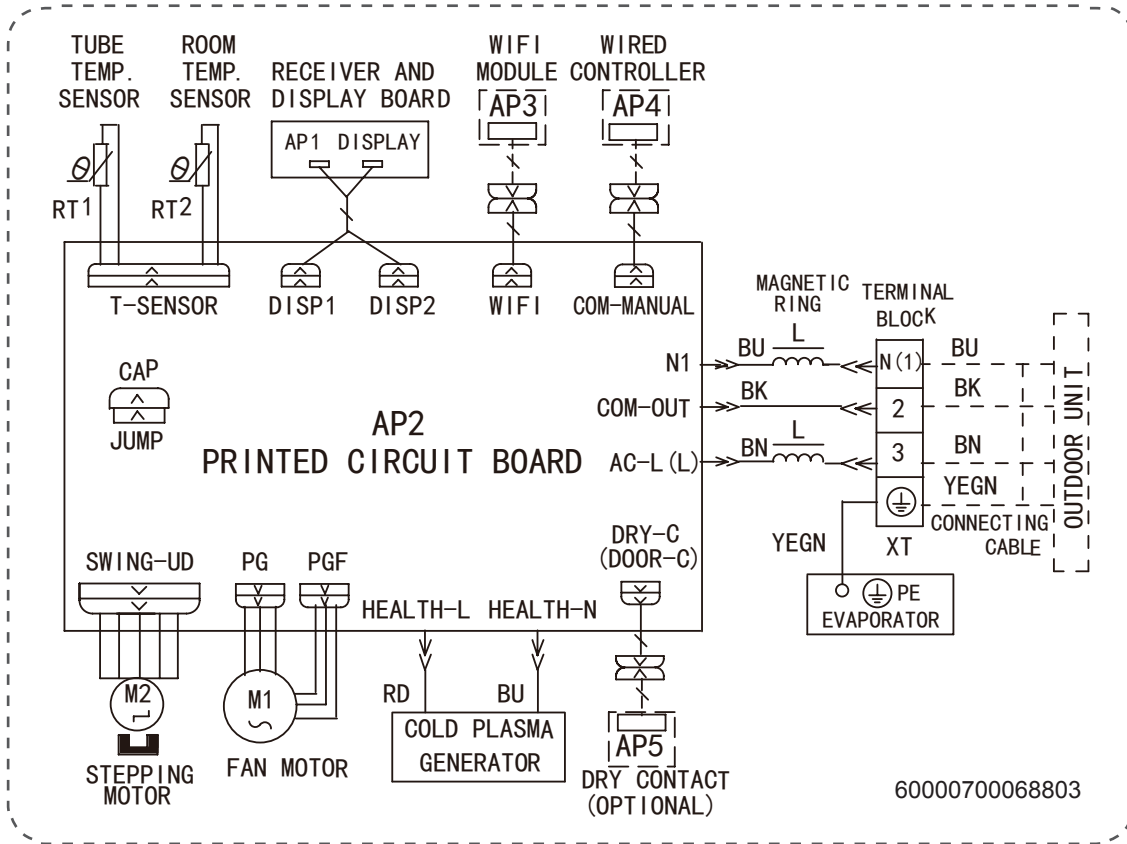 TUBE
TEMP.
SENSOR
ROOM
TEMP.
SENSOR
RECEIVER AND
DISPLAY BOARD
WIFI
MODULE
WIRED
CONTROLLER
AP1 DISPLAY
AP3
AP4
θ
RT1
θ
RT2
T-SENSOR
DISP1
DISP2
WIFI
COM-MANUAL
MAGNETIC
RING
TERMINAL
BLOCK
CAP
JUMP
AP2
PRINTED CIRCUIT BOARD
N1
BU
L
N(1)
BU
COM-OUT
BK
2
BK
AC-L(L)
BN
L
3
BN
YEGN
OUTDOOR UNIT
CONNECTING
CABLE
XT
YEGN
PE
EVAPORATOR
SWING-UD
PG
PGF
HEALTH-L
HEALTH-N
DRY-C
(DOOR-C)
M2
M1
RD
BU
STEPPING
MOTOR
FAN MOTOR
COLD PLASMA
GENERATOR
AP5
DRY CONTACT
(OPTIONAL)
60000700068803